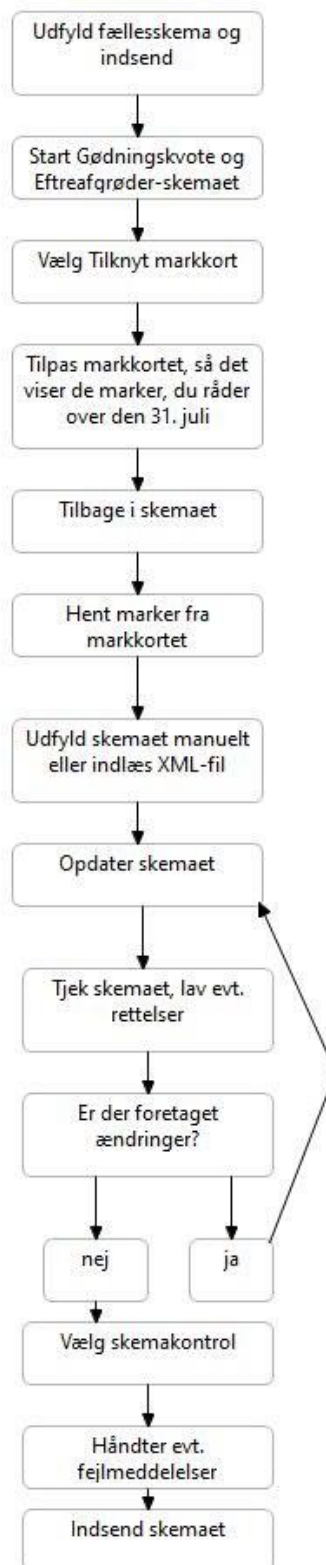 Udfyld fællesskema og
indsend
Start Gødningskvote og
Eftreafgrøder-skemaet
Vælg Tilknyt markkort
Tilpas markkortet, så det
viser de marker, du råder
over den 31. juli
Tilbage i skemaet
Hent marker fra
markkortet
Udfyld skemaet manuelt
eller indlæs XML-fil
Opdater skemaet
Tjek skemaet, lav evt.
rettelser
Er der foretaget
ændringer?
nej
ja
Vælg skemakontrol
Håndter evt.
fejlmeddelelser
Indsend skemaet